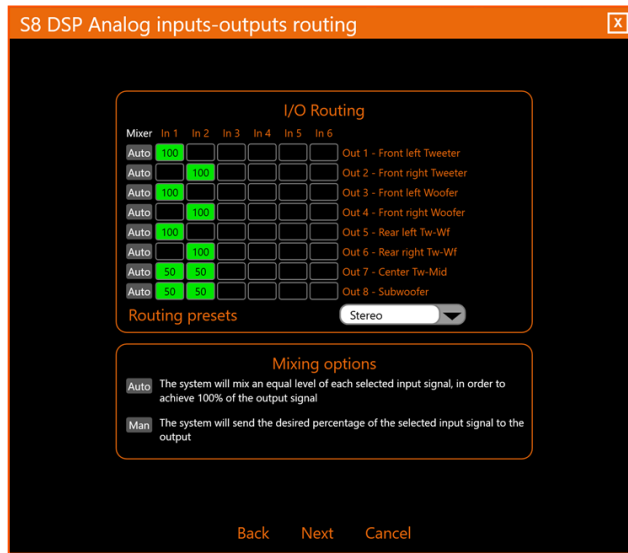 S8 DSP Analog inputs-outputs routing X
I/O Routing
Mixer In 1 In 2 In 3 In 4 In 5 In 6
Auto 100 Out 1 - Front left Tweeter
Auto 100 Out 2 - Front right Tweeter
Auto 100 Out 3 - Front left Woofer
Auto 100 Out 4 - Front right Woofer
Auto 100 Out 5 - Rear left Tw-Wf
Auto 100 Out 6 - Rear right Tw-Wf
Auto 50 50 Out 7 - Center Tw-Mid
Auto 50 50 Out 8 - Subwoofer
Routing presets Stereo
Mixing options
Auto The system will mix an equal level of each selected input signal, in order to
achieve 100% of the output signal
Man The system will send the desired percentage of the selected input signal to the
output
Back Next Cancel